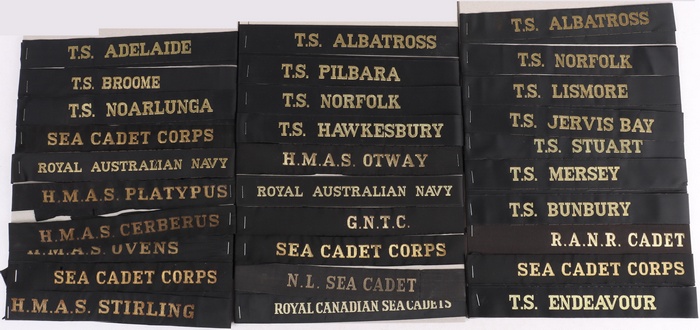 T.S. ADELAIDE
T.S. BROOME
T.S. NOARLUNGA
SEA CADET CORPS
ROYAL AUSTRALIAN NAVY
H.M.A.S. PLATYPUS
H.M.A.S. CERBERUS
H.M.A.S. OVENS
SEA CADET CORPS
H.M.A.S. STIRLING
T.S. ALBATROSS
T.S. PILBARA
T.S. NORFOLK
T.S. HAWKESBURY
H.M.A.S. OTWAY
ROYAL AUSTRALIAN NAVY
G.N.T.C.
SEA CADET CORPS
N.L. SEA CADET
ROYAL CANADIAN SEA CADETS
T.S. ALBATROSS
T.S. NORFOLK
T.S. LISMORE
T.S. JERVIS BAY
T.S. STUART
T.S. MERSEY
T.S. BUNBURY
R.A.N.R. CADET
SEA CADET CORPS
T.S. ENDEAVOUR